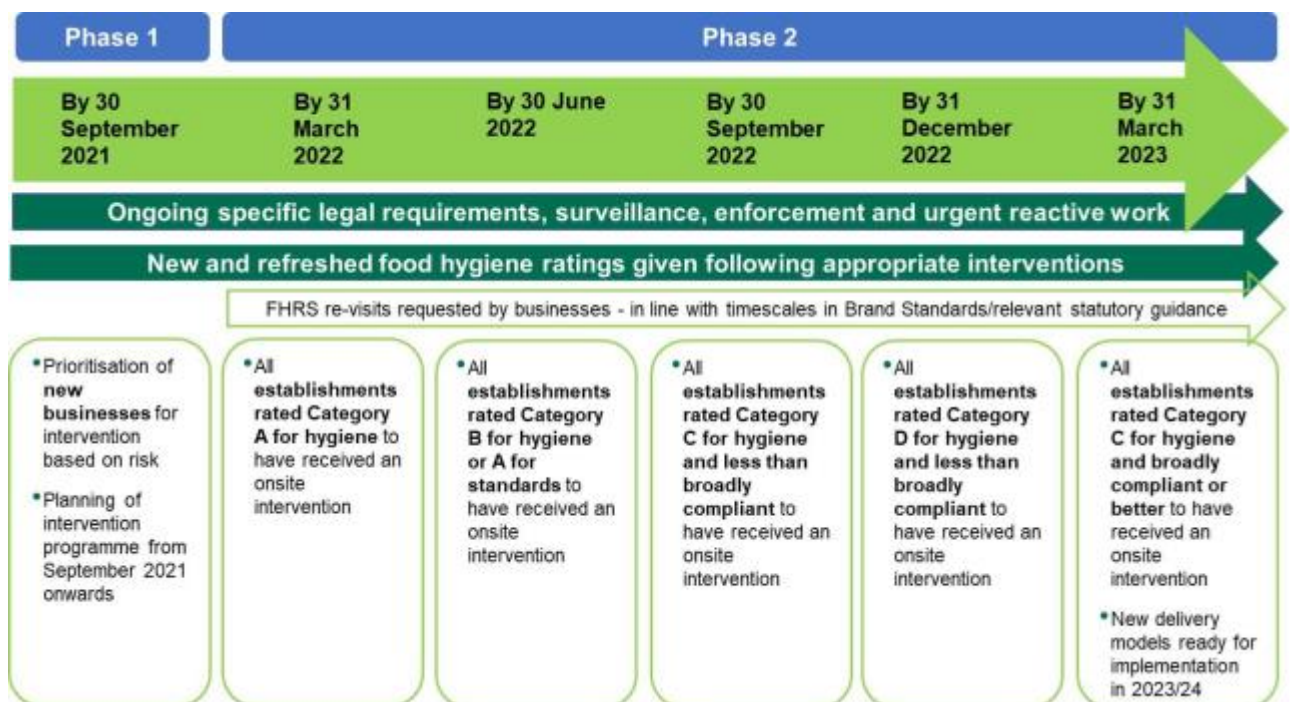 Phase 1
Phase 2
By 30
September
2021
By 31
March
2022
By 30 June
2022
By 30
September
2022
By 31
December
2022
By 31
March
2023
Ongoing specific legal requirements, surveillance, enforcement and urgent reactive work
New and refreshed food hygiene ratings given following appropriate interventions
FHRS re-visits requested by businesses - in line with timescales in Brand Standards/relevant statutory guidance
•Prioritisation of
new
businesses for
intervention
based on risk
•Planning of
intervention
programme from
September 2021
onwards
•All
establishments
rated Category
A for hygiene to
have received an
onsite
intervention
•All
establishments
rated Category
B for hygiene
or A for
standards to
have received an
onsite
intervention
•All
establishments
rated Category
C for hygiene
and less than
broadly
compliant to
have received an
onsite
intervention
•All
establishments
rated Category
D for hygiene
and less than
broadly
compliant to
have received an
onsite
intervention
•All
establishments
rated Category
C for hygiene
and broadly
compliant or
better to have
received an
onsite
intervention
•New delivery
models ready for
implementation
in 2023/24